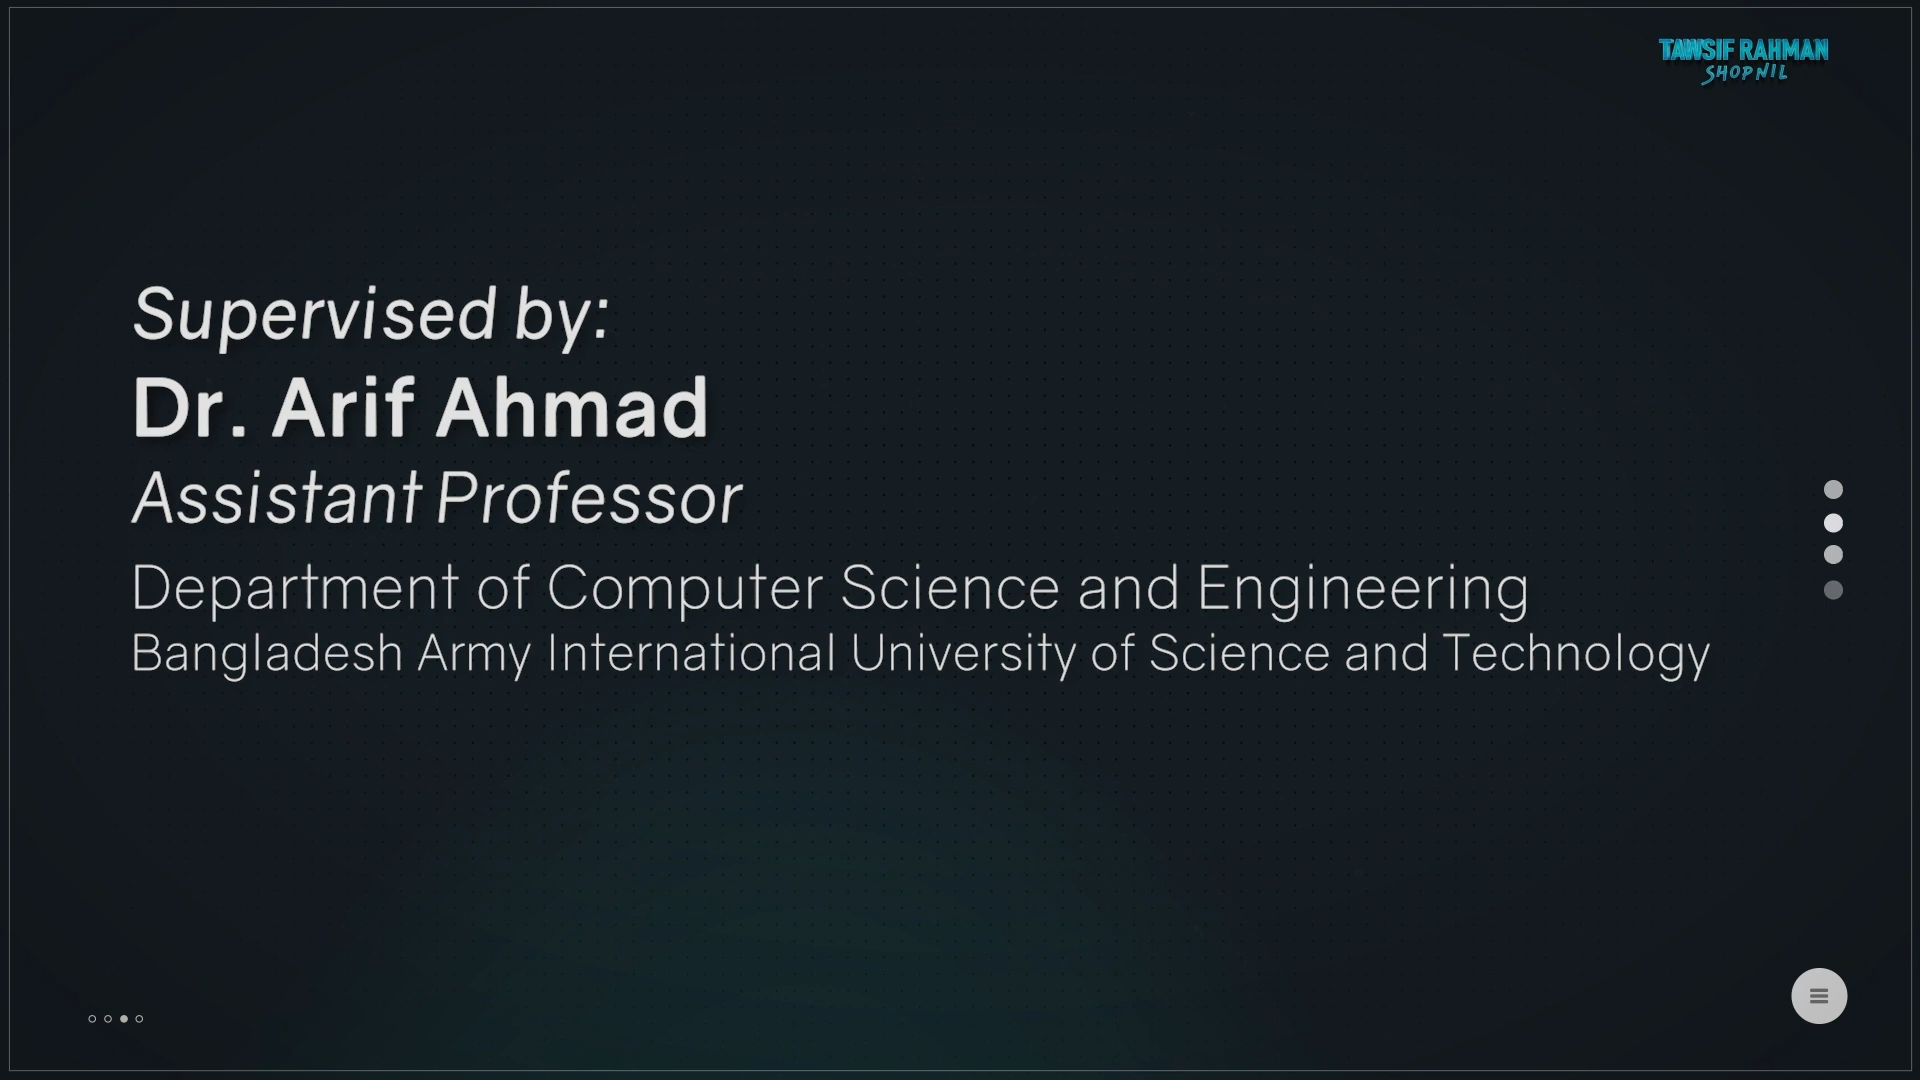 TAWSIF RAHMAN
SHOPNIL
Supervised by:
Dr. Arif Ahmad
Assistant Professor
Department of Computer Science and Engineering
Bangladesh Army International University of Science and Technology